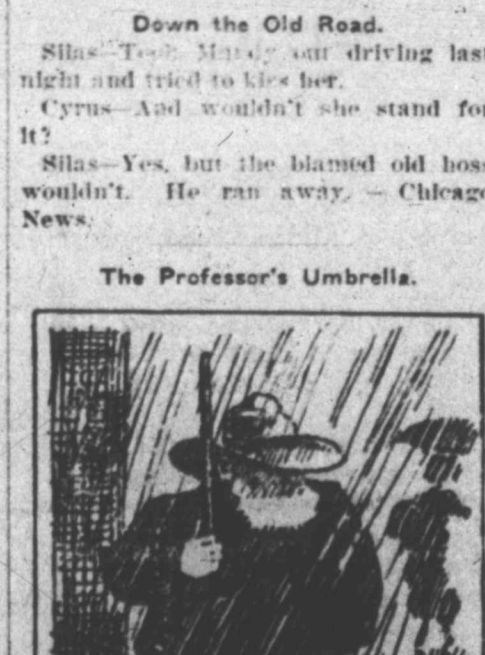 Down the Old Road.
Silas—Took Mandy out driving last
night and tried to kiss her.
Cyrus—And wouldn't she stand for
it?
Silas—Yes, but the blamed old hoss
wouldn't. He ran away. — Chicago
News.
The Professor's Umbrella.